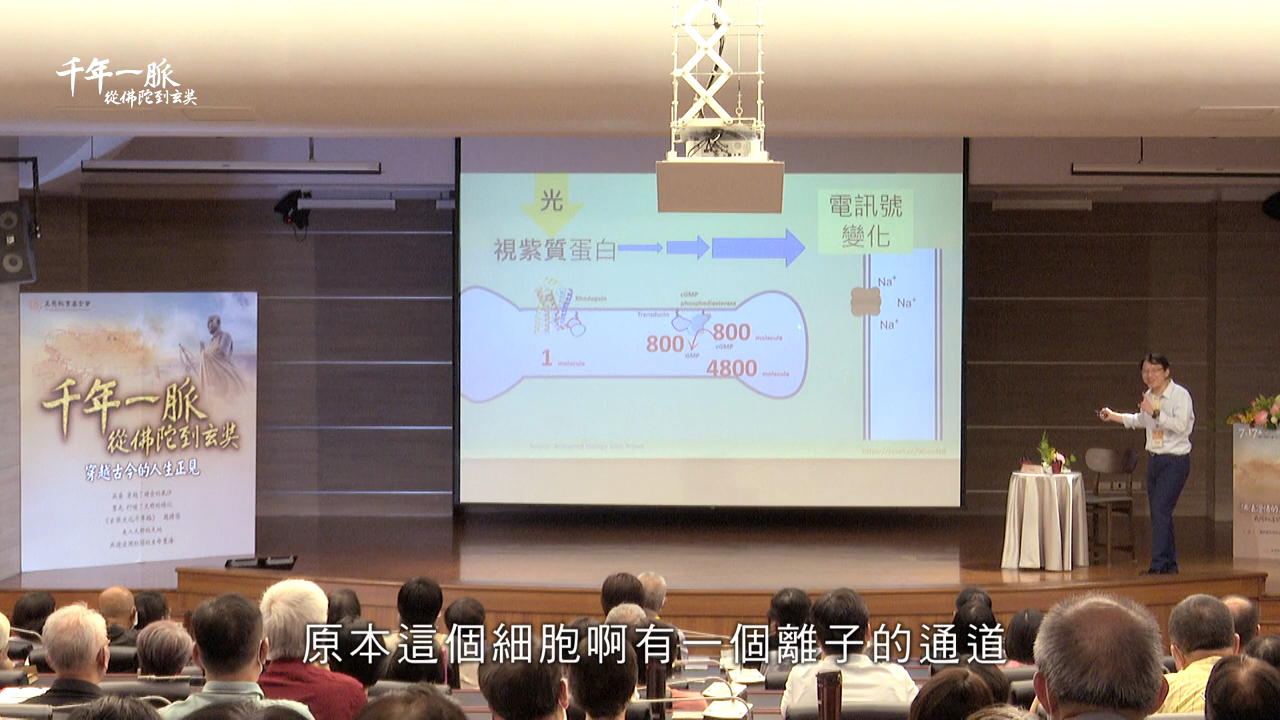 千年一脈
從佛陀到玄奘
光
電訊號
變化
視紫質蛋白
Na⁺
Na⁺
Na⁺
Rhodopsin
cGMP
phosphodiesterase
Transducin
800
800 molecule
GMP
cGMP
1 molecule
4800 molecule
千年一脈
從佛陀到玄奘
穿越古今的人生正見
原本這個細胞啊有一個離子的通道